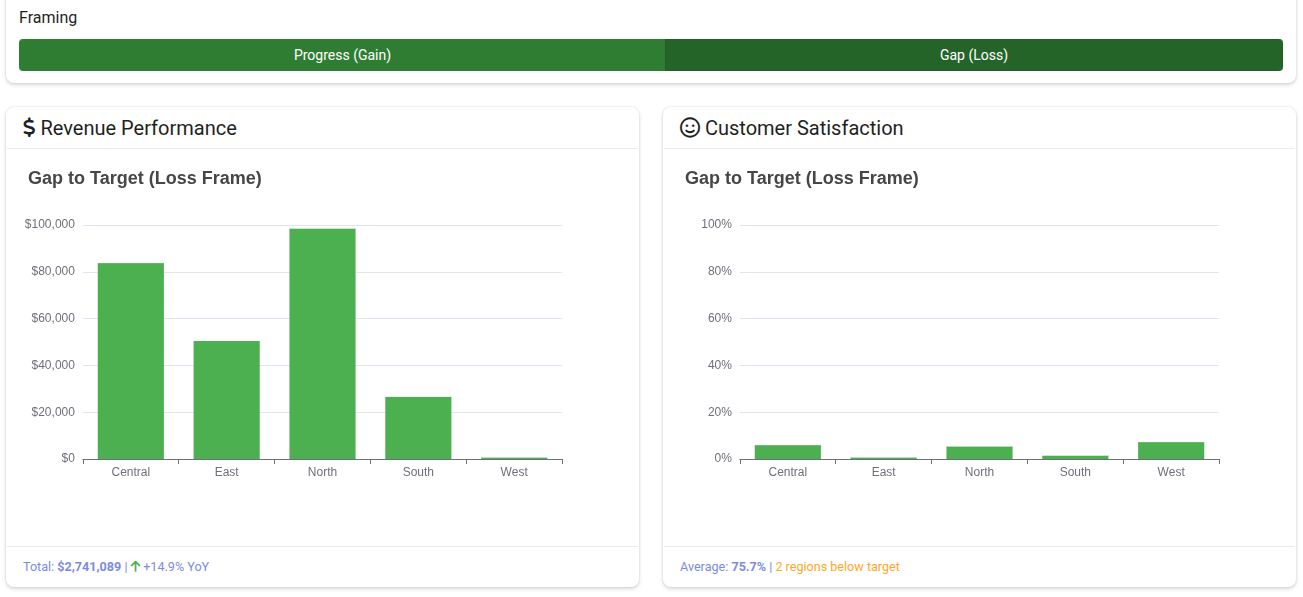 Framing
Progress (Gain)
Gap (Loss)
Revenue Performance
Gap to Target (Loss Frame)
$100,000
$80,000
$60,000
$40,000
$20,000
$0
Central East North South West
Total: $2,741,089 | +14.9% YoY
Customer Satisfaction
Gap to Target (Loss Frame)
100%
80%
60%
40%
20%
0%
Central East North South West
Average: 75.7% | 2 regions below target